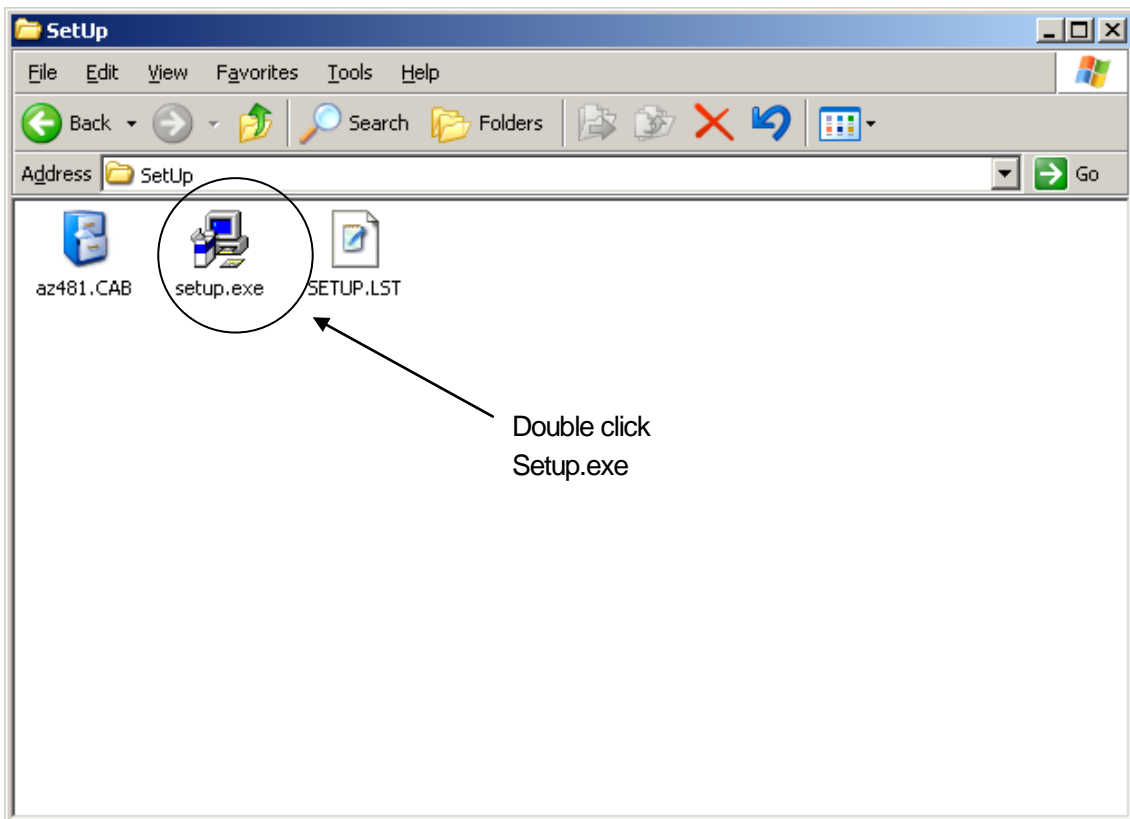 SetUp
File Edit View Favorites Tools Help
Back Search Folders
Address SetUp Go
az481.CAB setup.exe SETUP.LST
Double click
Setup.exe